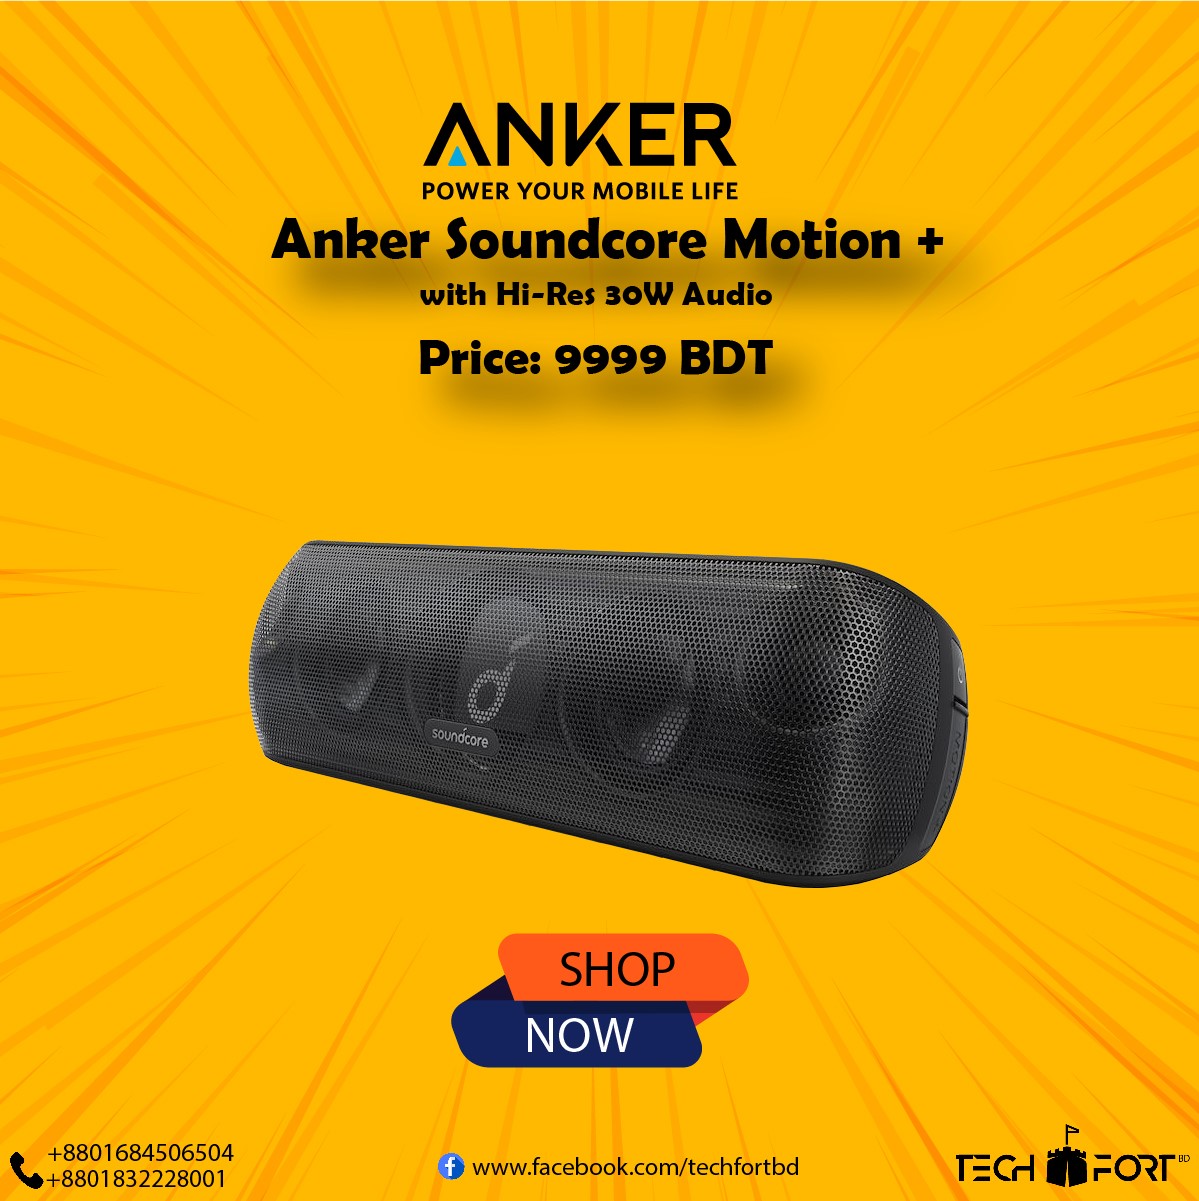 ANKER
POWER YOUR MOBILE LIFE
Anker Soundcore Motion +
with Hi-Res 30W Audio
Price: 9999 BDT
soundcore
SHOP
NOW
+8801684506504
+8801832228001
www.facebook.com/techfortbd
TECH FORT BD